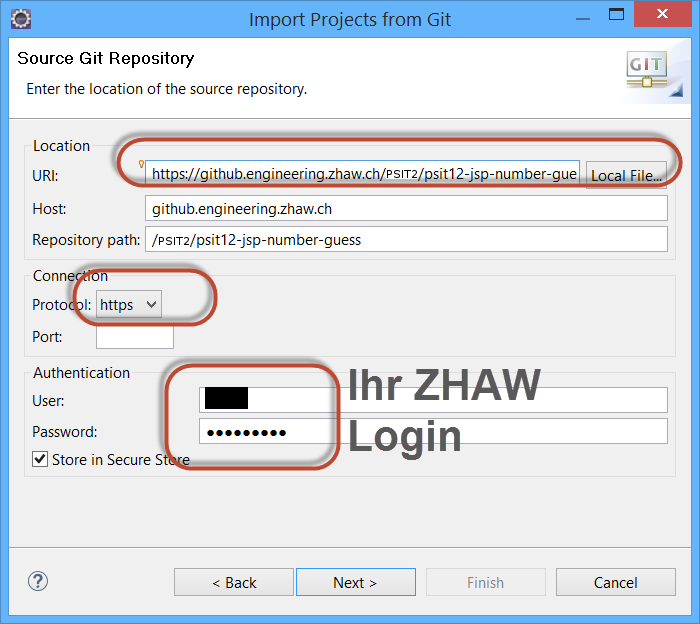 Import Projects from Git
Source Git Repository
Enter the location of the source repository.
GIT
Location
URI: https://github.engineering.zhaw.ch/PSIT2/psit12-jsp-number-gue Local File...
Host: github.engineering.zhaw.ch
Repository path: /PSIT2/psit12-jsp-number-guess
Connection
Protocol: https
Port:
Authentication
User:
Password: •••••••••
Store in Secure Store
Ihr ZHAW
Login
? < Back Next > Finish Cancel